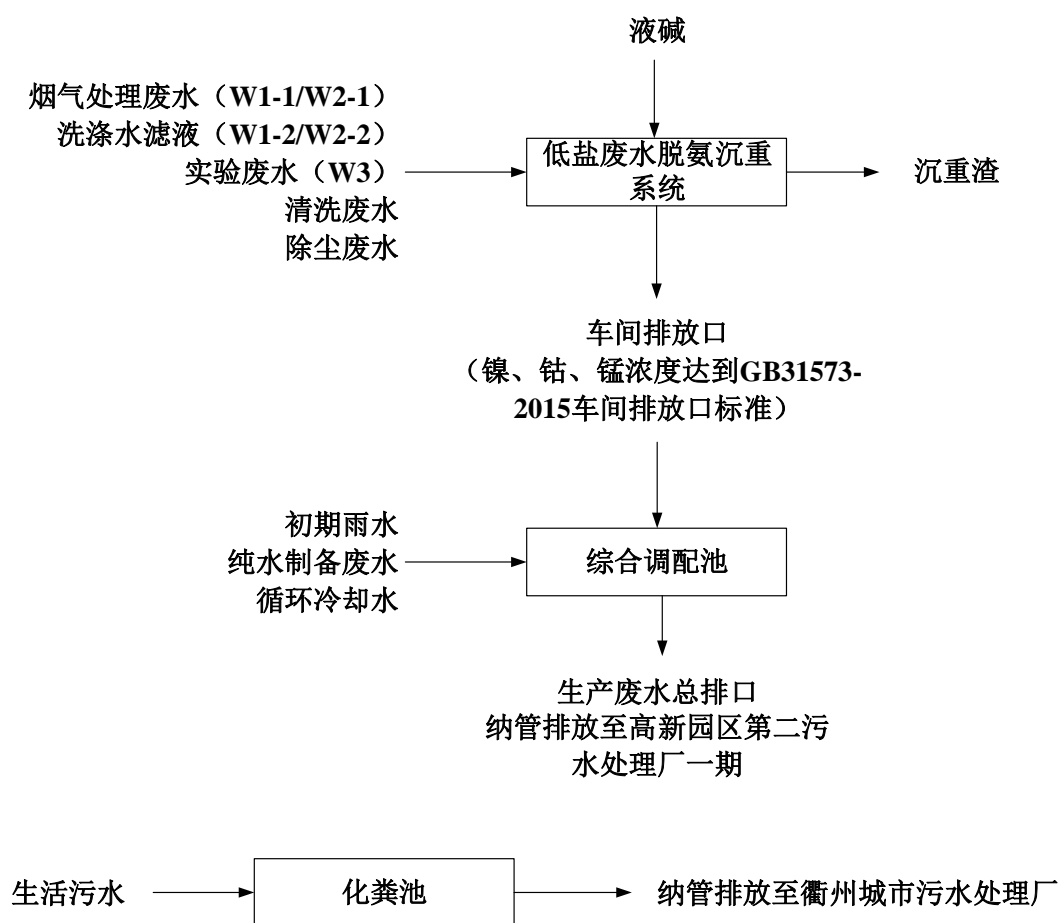 液碱
烟气处理废水（W1-1/W2-1）
洗涤水滤液（W1-2/W2-2）
实验废水（W3）
清洗废水
除尘废水
低盐废水脱氨沉重
系统
沉重渣
车间排放口
（镍、钴、锰浓度达到GB31573-
2015车间排放口标准）
初期雨水
纯水制备废水
循环冷却水
综合调配池
生产废水总排口
纳管排放至高新园区第二污
水处理厂一期
生活污水
化粪池
纳管排放至衢州城市污水处理厂